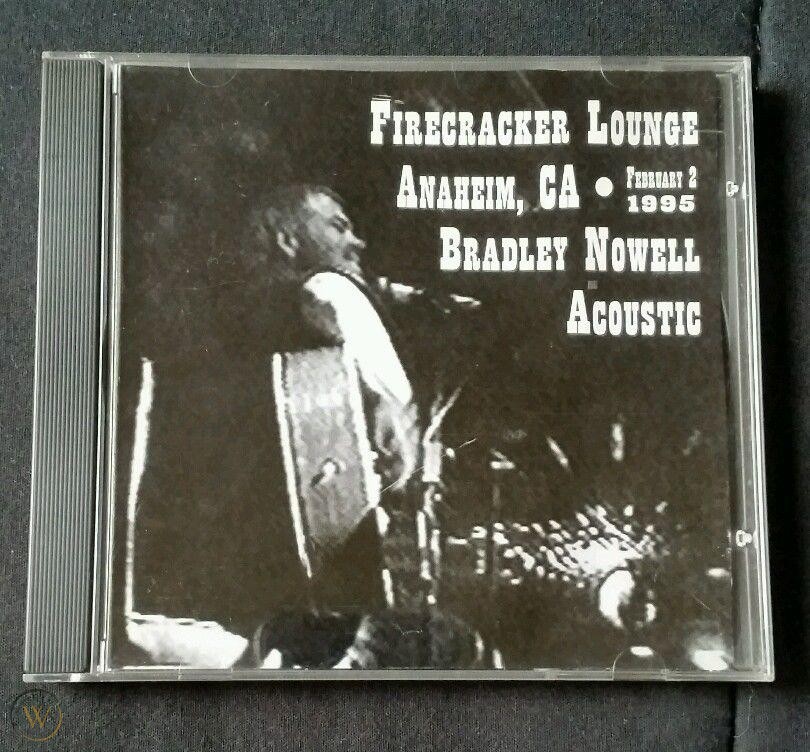 Firecracker Lounge
Anaheim, CA • February 2
1995
Bradley Nowell
Acoustic
W